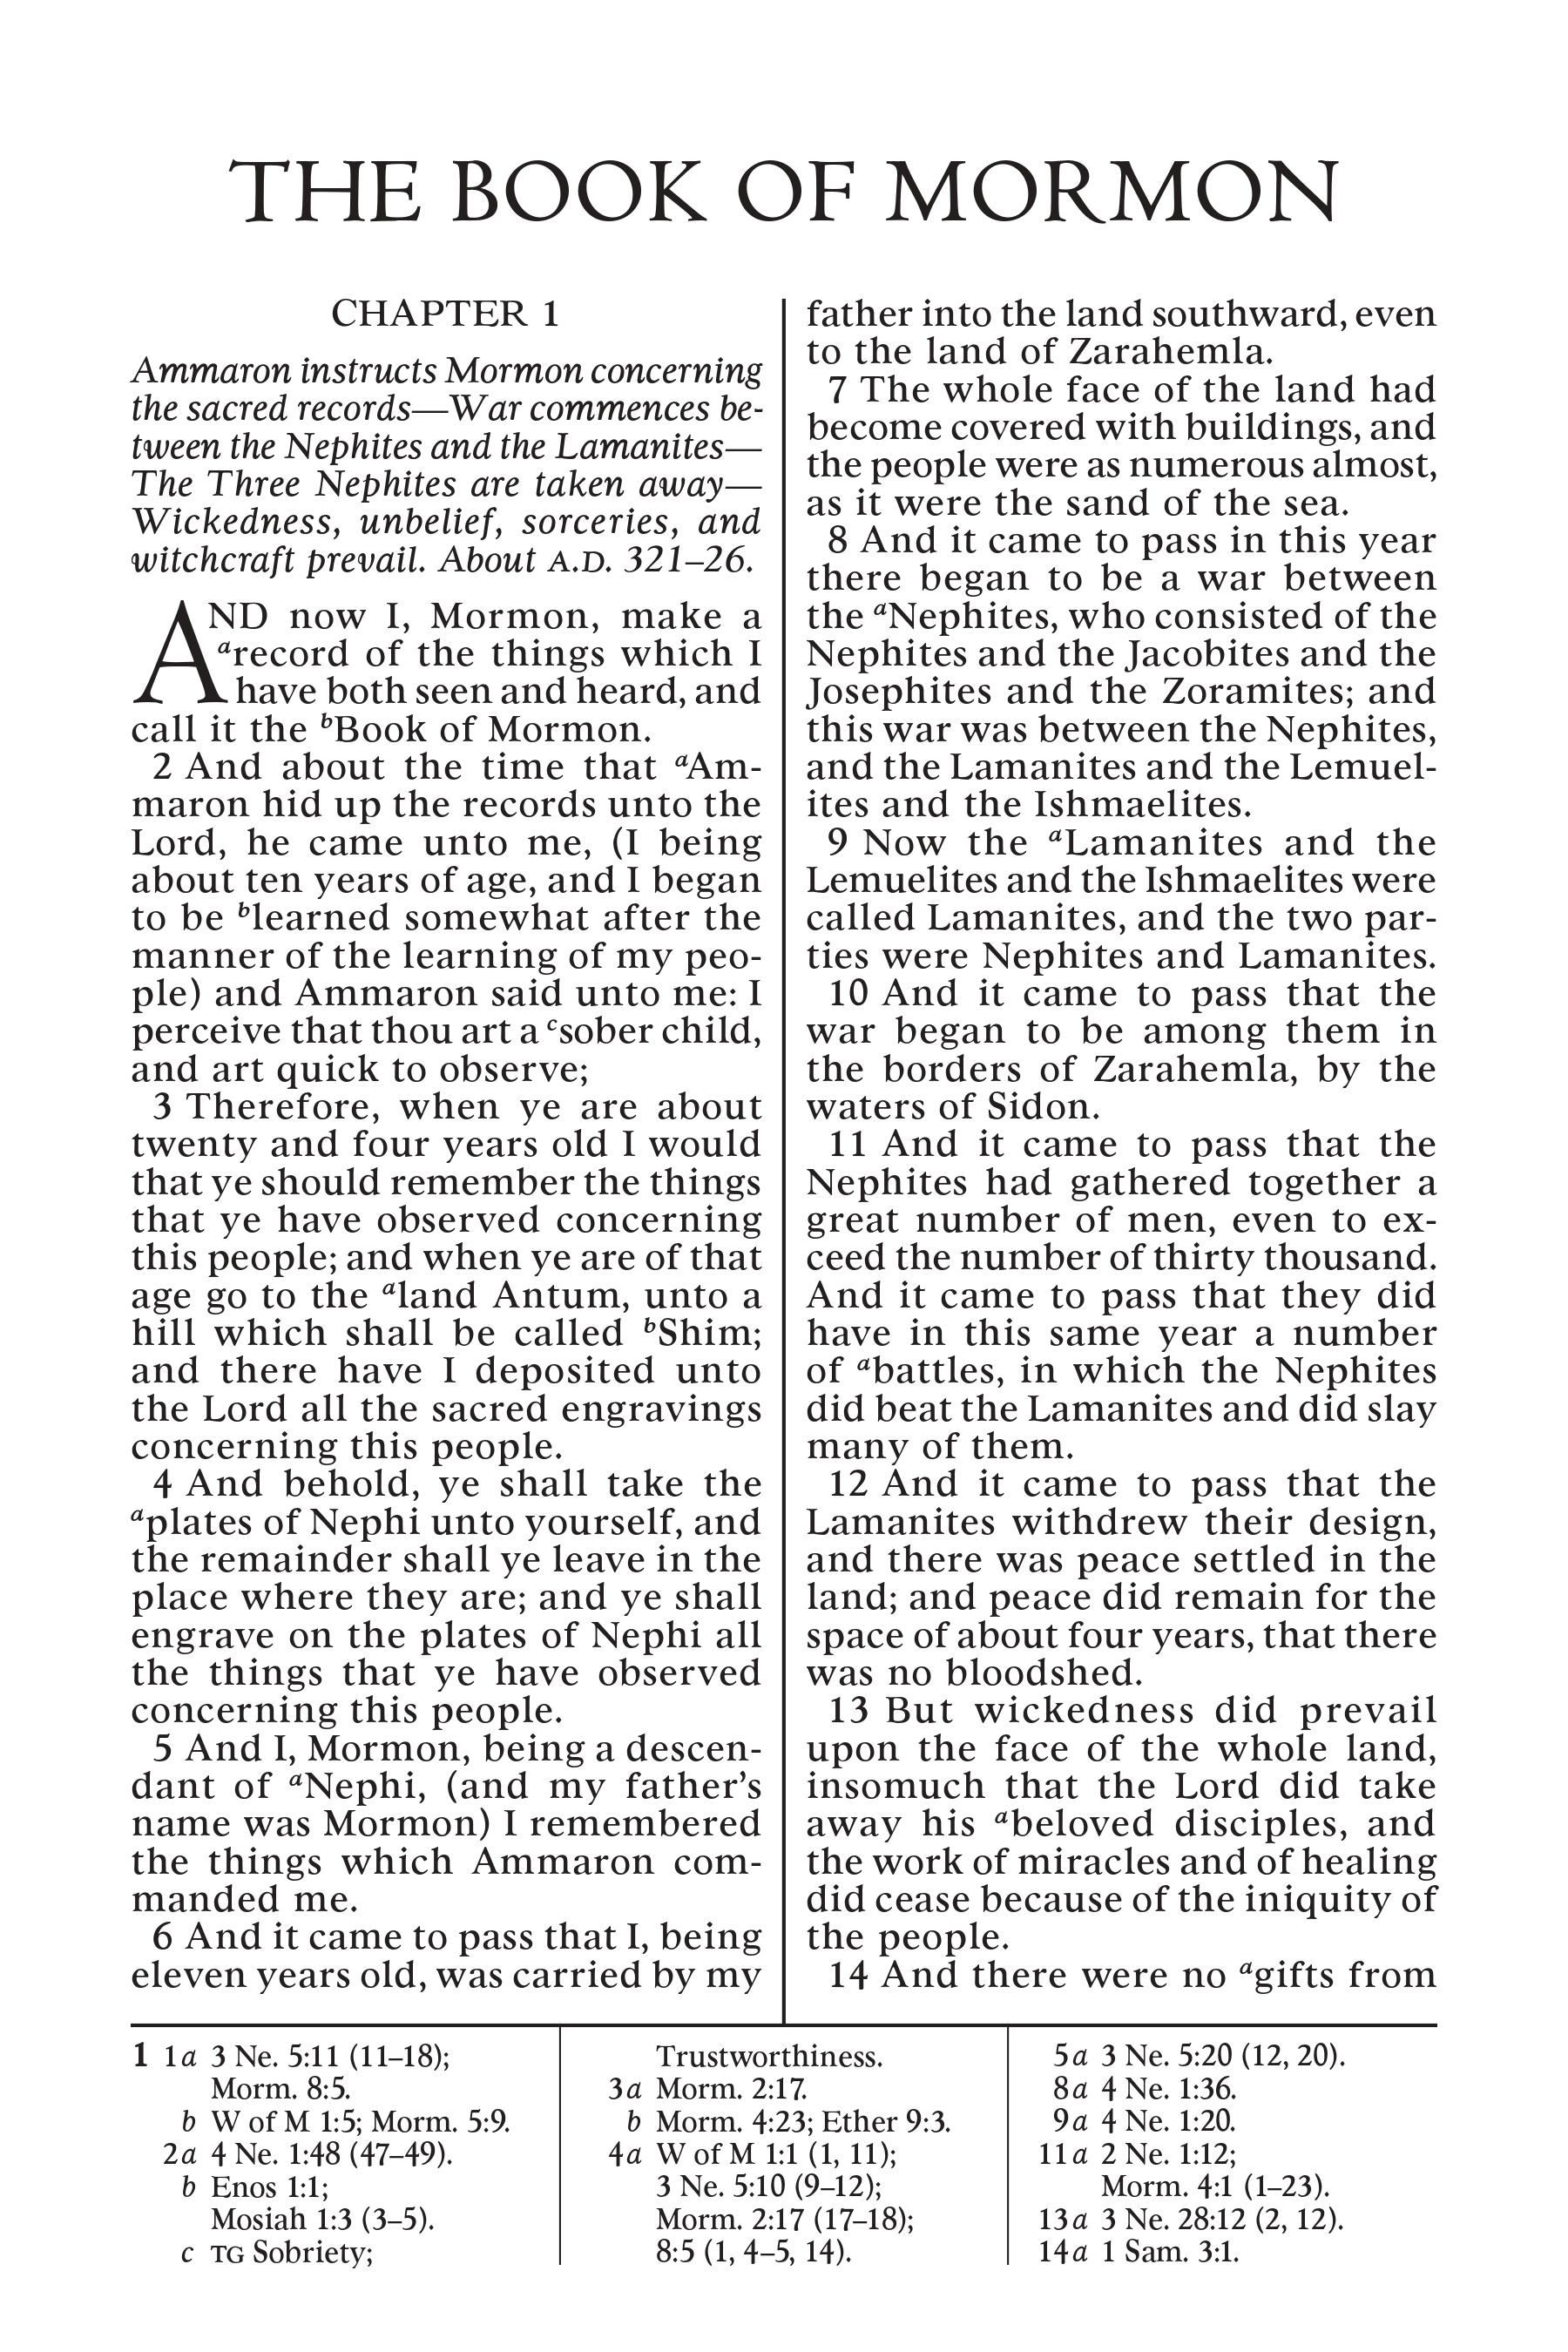 THE BOOK OF MORMON
CHAPTER 1
Ammaron instructs Mormon concerning
the sacred records—War commences be-
tween the Nephites and the Lamanites—
The Three Nephites are taken away—
Wickedness, unbelief, sorceries, and
witchcraft prevail. About A.D. 321–26.
AND now I, Mormon, make a
arecord of the things which I
have both seen and heard, and
call it the bBook of Mormon.
2 And about the time that aAm-
maron hid up the records unto the
Lord, he came unto me, (I being
about ten years of age, and I began
to be blearned somewhat after the
manner of the learning of my peo-
ple) and Ammaron said unto me: I
perceive that thou art a csober child,
and art quick to observe;
3 Therefore, when ye are about
twenty and four years old I would
that ye should remember the things
that ye have observed concerning
this people; and when ye are of that
age go to the aland Antum, unto a
hill which shall be called bShim;
and there have I deposited unto
the Lord all the sacred engravings
concerning this people.
4 And behold, ye shall take the
aplates of Nephi unto yourself, and
the remainder shall ye leave in the
place where they are; and ye shall
engrave on the plates of Nephi all
the things that ye have observed
concerning this people.
5 And I, Mormon, being a descen-
dant of aNephi, (and my father's
name was Mormon) I remembered
the things which Ammaron com-
manded me.
6 And it came to pass that I, being
eleven years old, was carried by my
father into the land southward, even
to the land of Zarahemla.
7 The whole face of the land had
become covered with buildings, and
the people were as numerous almost,
as it were the sand of the sea.
8 And it came to pass in this year
there began to be a war between
the aNephites, who consisted of the
Nephites and the Jacobites and the
Josephites and the Zoramites; and
this war was between the Nephites,
and the Lamanites and the Lemuel-
ites and the Ishmaelites.
9 Now the aLamanites and the
Lemuelites and the Ishmaelites were
called Lamanites, and the two par-
ties were Nephites and Lamanites.
10 And it came to pass that the
war began to be among them in
the borders of Zarahemla, by the
waters of Sidon.
11 And it came to pass that the
Nephites had gathered together a
great number of men, even to ex-
ceed the number of thirty thousand.
And it came to pass that they did
have in this same year a number
of abattles, in which the Nephites
did beat the Lamanites and did slay
many of them.
12 And it came to pass that the
Lamanites withdrew their design,
and there was peace settled in the
land; and peace did remain for the
space of about four years, that there
was no bloodshed.
13 But wickedness did prevail
upon the face of the whole land,
insomuch that the Lord did take
away his abeloved disciples, and
the work of miracles and of healing
did cease because of the iniquity of
the people.
14 And there were no agifts from
1 1a 3 Ne. 5:11 (11–18);
Morm. 8:5.
b W of M 1:5; Morm. 5:9.
2a 4 Ne. 1:48 (47–49).
b Enos 1:1;
Mosiah 1:3 (3–5).
c TG Sobriety;
Trustworthiness.
3a Morm. 2:17.
b Morm. 4:23; Ether 9:3.
4a W of M 1:1 (1, 11);
3 Ne. 5:10 (9–12);
Morm. 2:17 (17–18);
8:5 (1, 4–5, 14).
5a 3 Ne. 5:20 (12, 20).
8a 4 Ne. 1:36.
9a 4 Ne. 1:20.
11a 2 Ne. 1:12;
Morm. 4:1 (1–23).
13a 3 Ne. 28:12 (2, 12).
14a 1 Sam. 3:1.